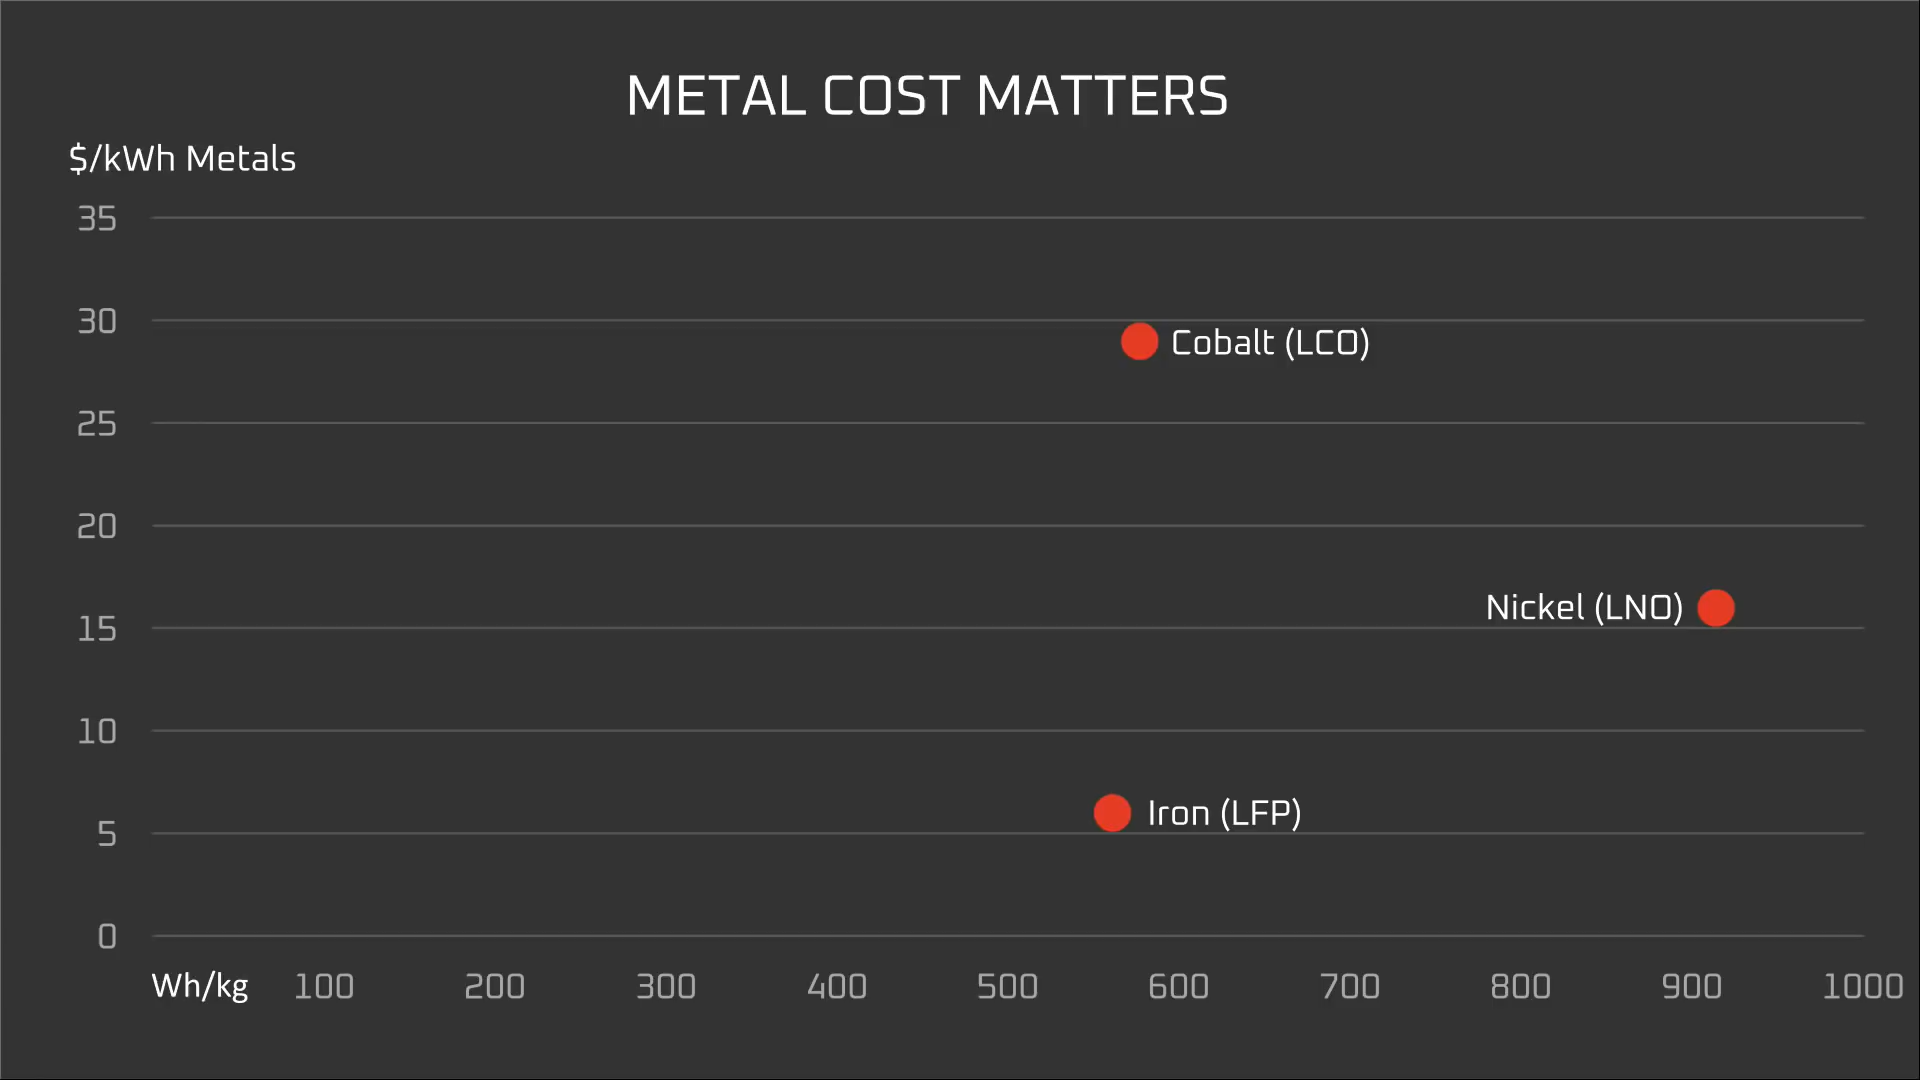 METAL COST MATTERS
$/kWh Metals
35
30
Cobalt (LCO)
25
20
Nickel (LNO)
15
10
Iron (LFP)
5
0
Wh/kg 100 200 300 400 500 600 700 800 900 1000